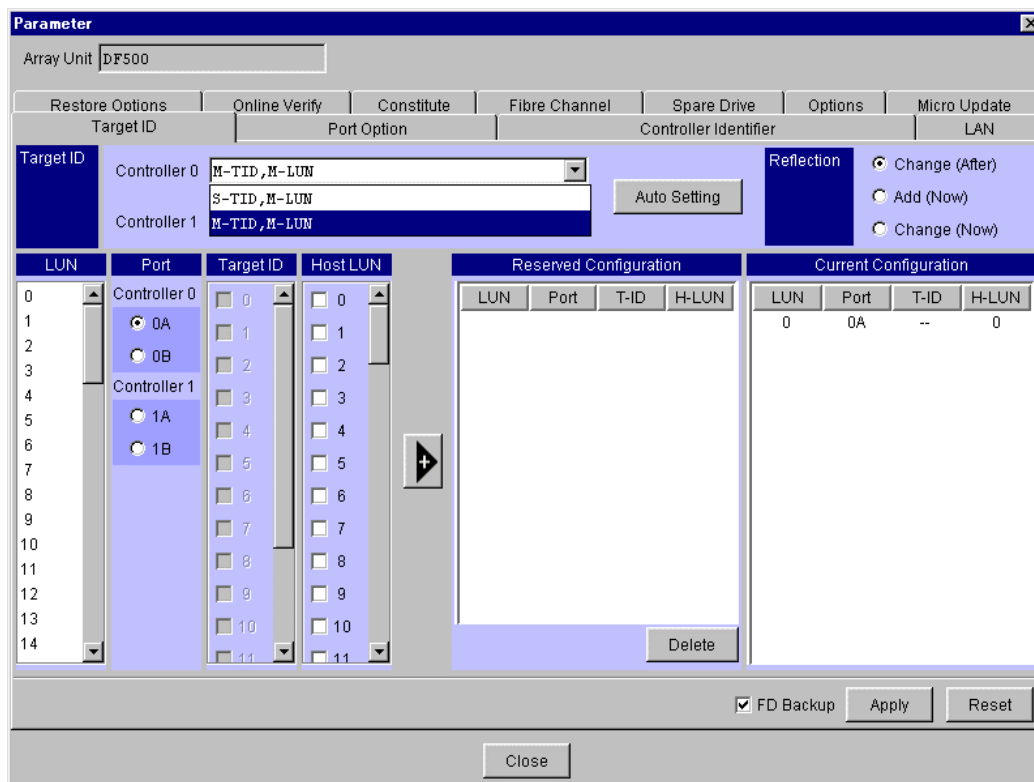 Parameter
Array Unit DF500
Restore Options Online Verify Constitute Fibre Channel Spare Drive Options Micro Update
Target ID Port Option Controller Identifier LAN
Target ID Controller 0 M-TID,M-LUN Auto Setting Reflection Change (After)
S-TID,M-LUN Add (Now)
Controller 1 M-TID,M-LUN Change (Now)
LUN Port Target ID Host LUN Reserved Configuration Current Configuration
LUN Port T-ID H-LUN LUN Port T-ID H-LUN
0 Controller 0 0 0 0 0A -- 0
1 0A 1 1
2 0B 2 2
3 Controller 1 3 3
4 1A 4 4
5 1B 5 5
6 6 6
7 7 7
8 8 8
9 9 9
10 10 10
11 11 11
12
13
14
+
Delete
FD Backup Apply Reset
Close